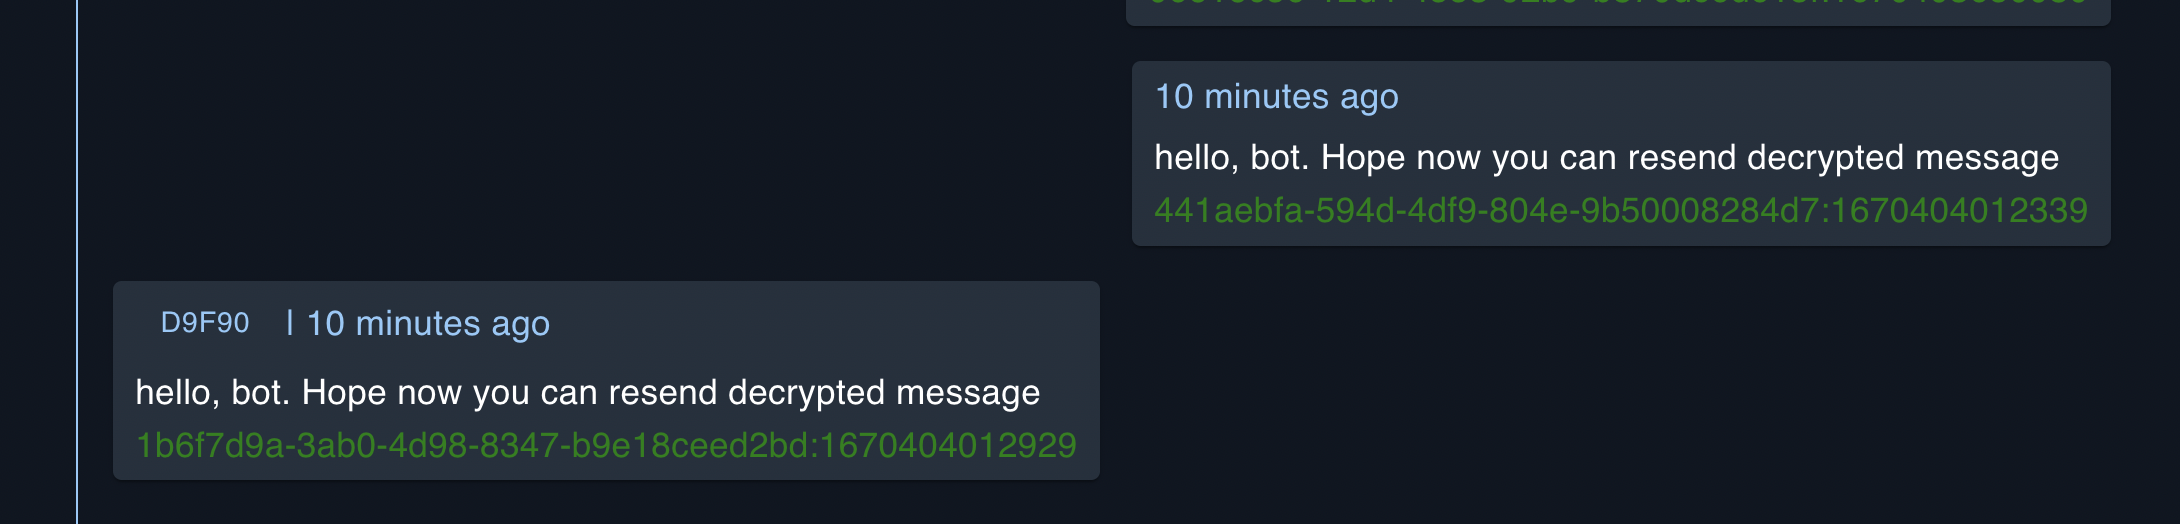 10 minutes ago
hello, bot. Hope now you can resend decrypted message
441aebfa-594d-4df9-804e-9b50008284d7:1670404012339
D9F90 | 10 minutes ago
hello, bot. Hope now you can resend decrypted message
1b6f7d9a-3ab0-4d98-8347-b9e18ceed2bd:1670404012929